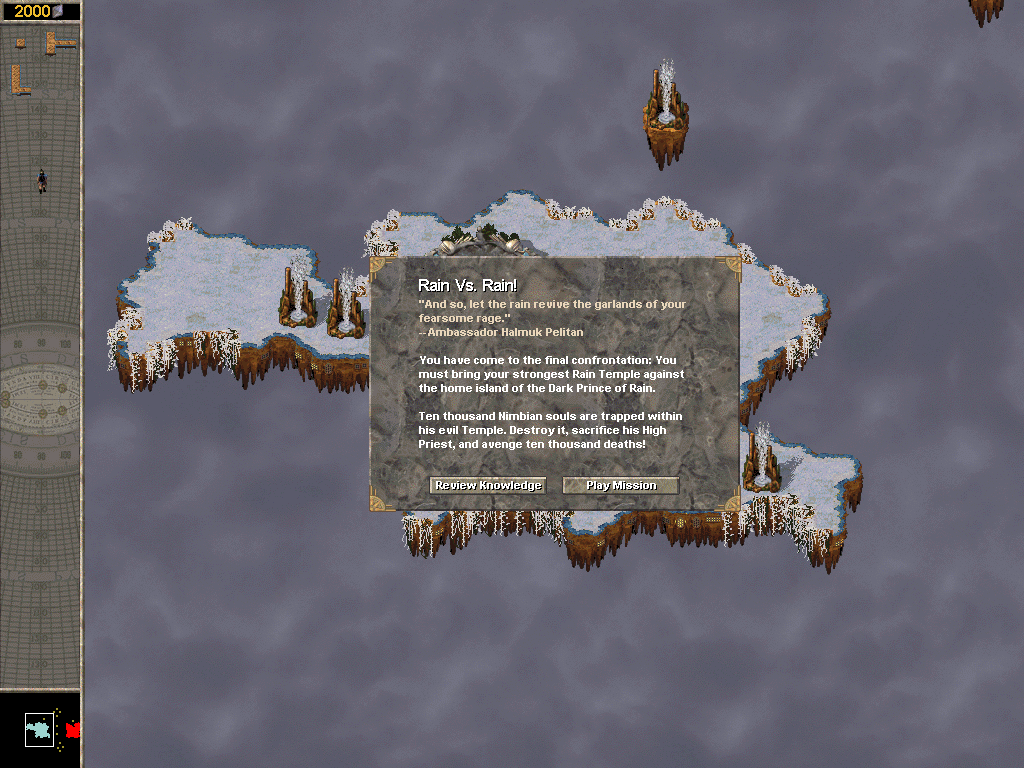 2000
Rain Vs. Rain!
"And so, let the rain revive the garlands of your
fearsome rage."
--Ambassador Halmuk Pelitan
You have come to the final confrontation: You
must bring your strongest Rain Temple against
the home island of the Dark Prince of Rain.
Ten thousand Nimbian souls are trapped within
his evil Temple. Destroy it, sacrifice his High
Priest, and avenge ten thousand deaths!
Review Knowledge
Play Mission